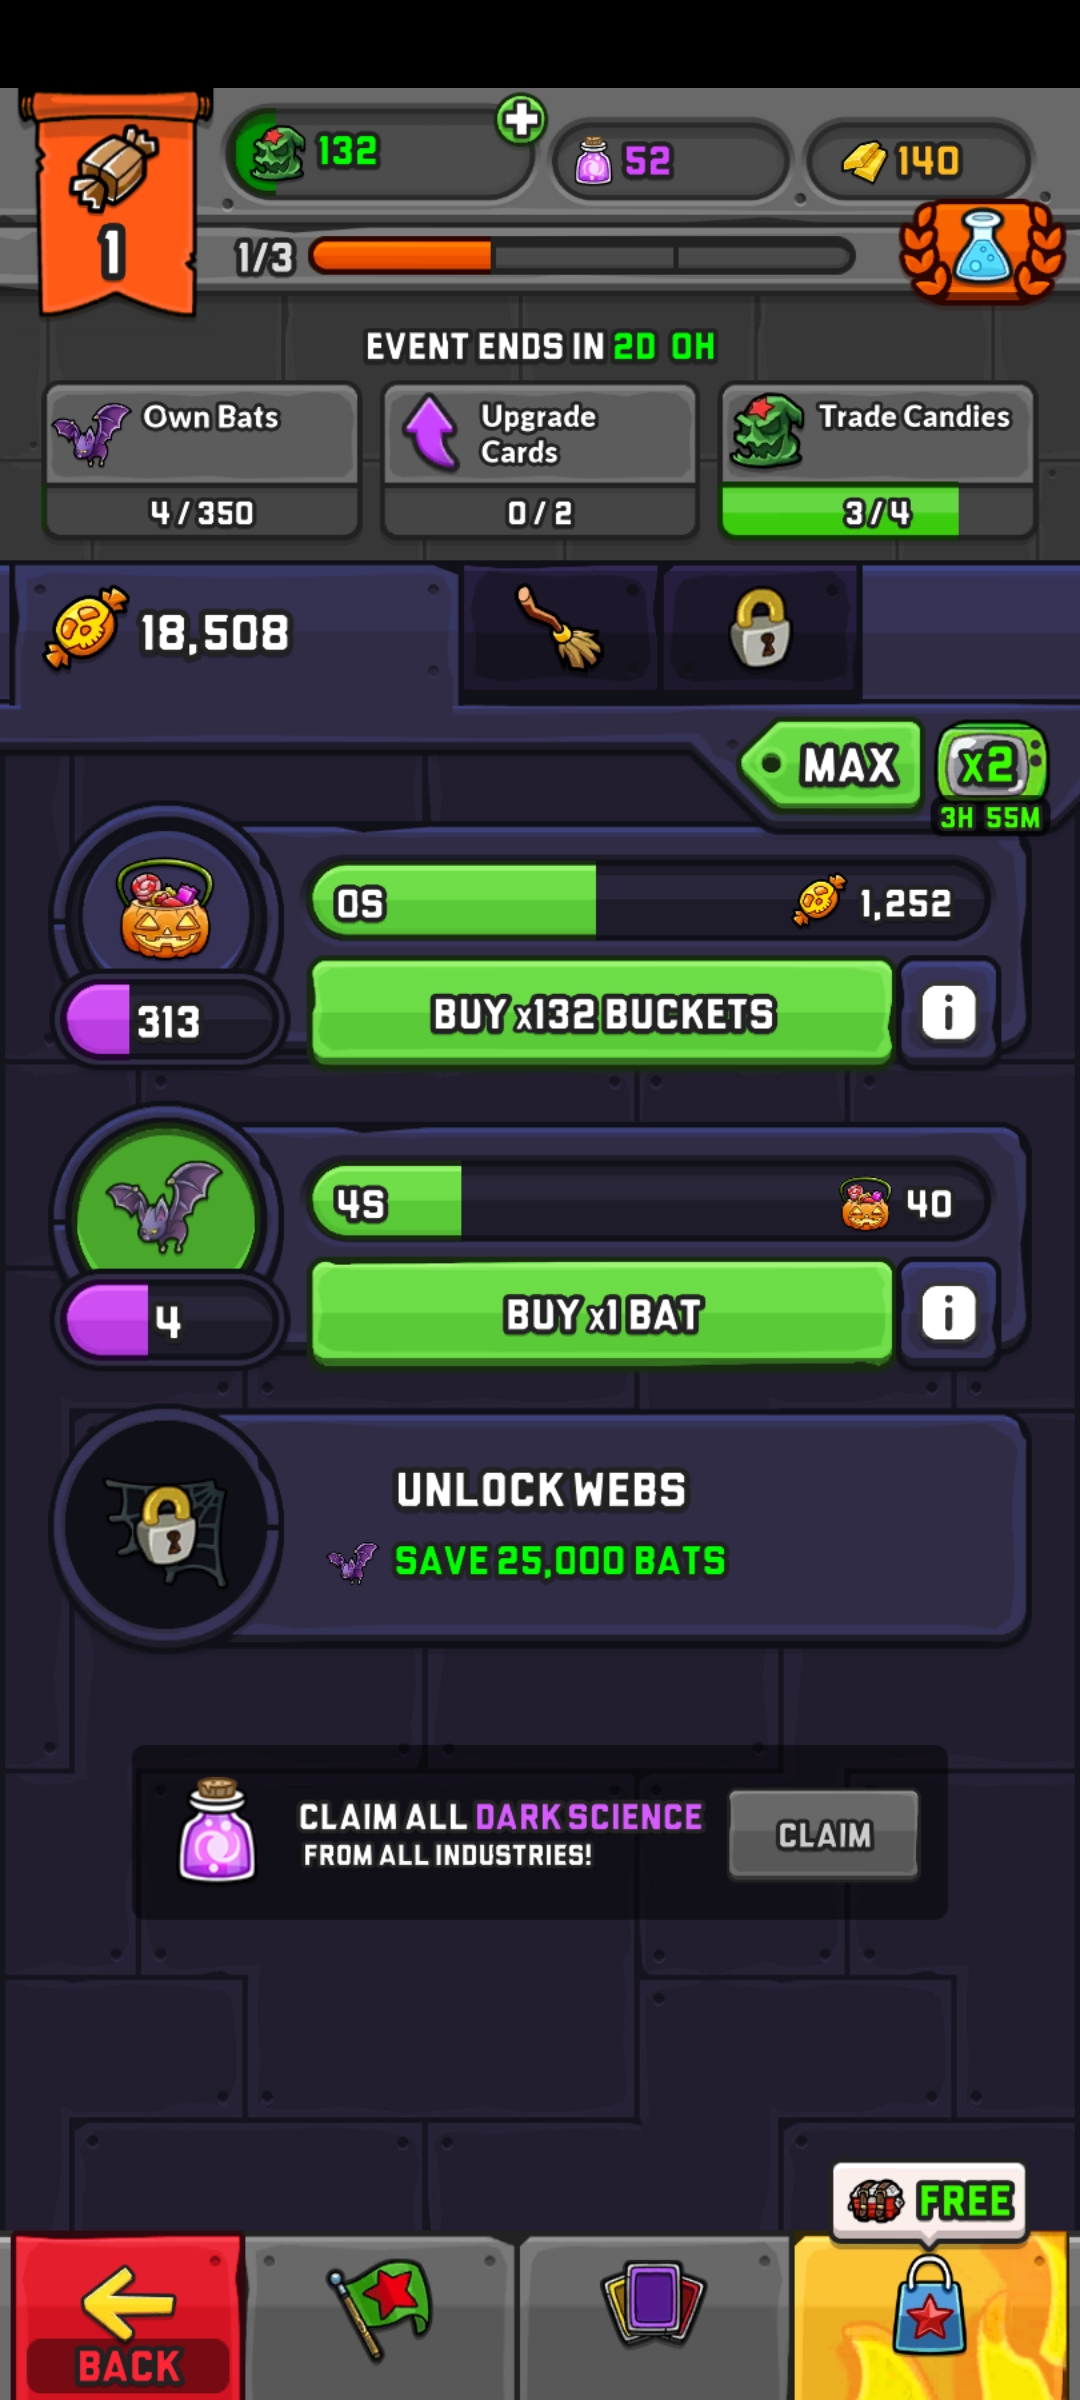 132
52
140
1
1/3
EVENT ENDS IN 2D 0H
Own Bats
4 / 350
Upgrade
Cards
0 / 2
Trade Candies
3 / 4
18,508
MAX
x2
3H 55M
0S
1,252
313
BUY x132 BUCKETS
i
4S
40
4
BUY x1 BAT
i
UNLOCK WEBS
SAVE 25,000 BATS
CLAIM ALL DARK SCIENCE
FROM ALL INDUSTRIES!
CLAIM
FREE
BACK